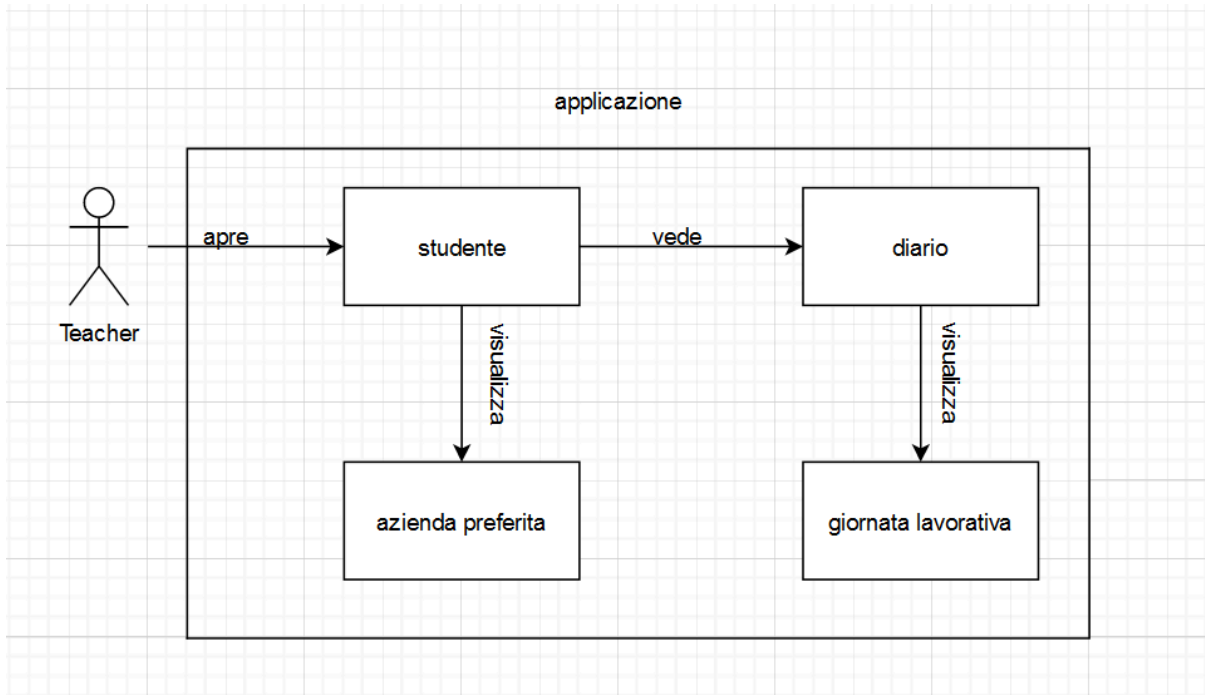 applicazione
apre
studente
vede
diario
Teacher
visualizza
visualizza
azienda preferita
giornata lavorativa